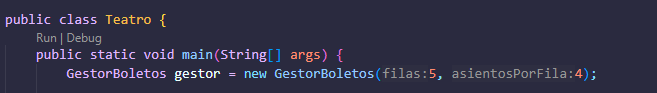 public class Teatro {
Run | Debug
public static void main(String[] args) {
GestorBoletos gestor = new GestorBoletos(filas:5, asientosPorFila:4);